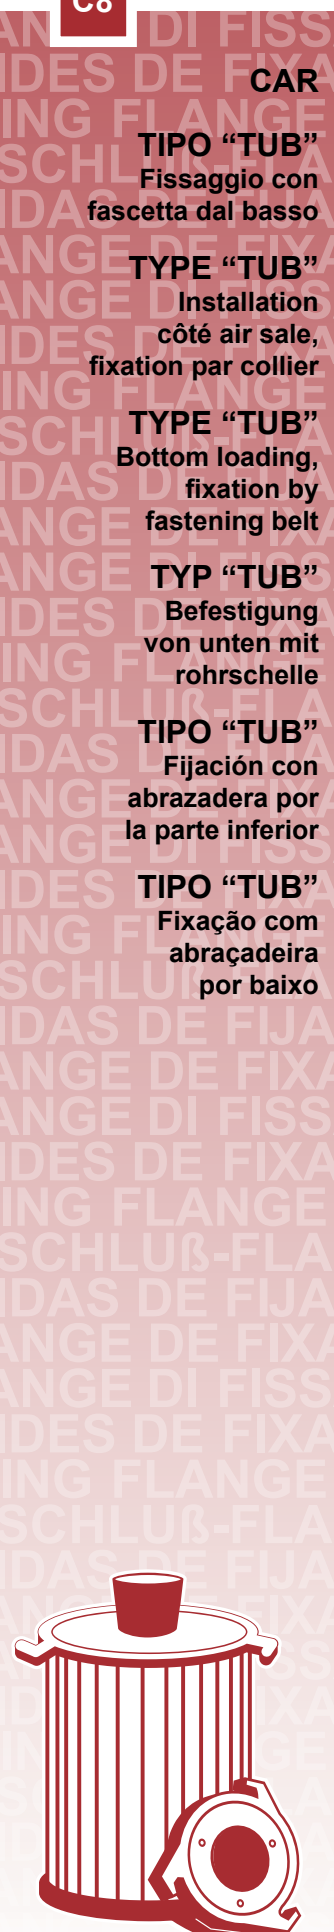 C8
CAR
TIPO “TUB”
Fissaggio con
fascetta dal basso
TYPE “TUB”
Installation
côté air sale,
fixation par collier
TYPE “TUB”
Bottom loading,
fixation by
fastening belt
TYP “TUB”
Befestigung
von unten mit
rohrschelle
TIPO “TUB”
Fijación con
abrazadera por
la parte inferior
TIPO “TUB”
Fixação com
abraçadeira
por baixo